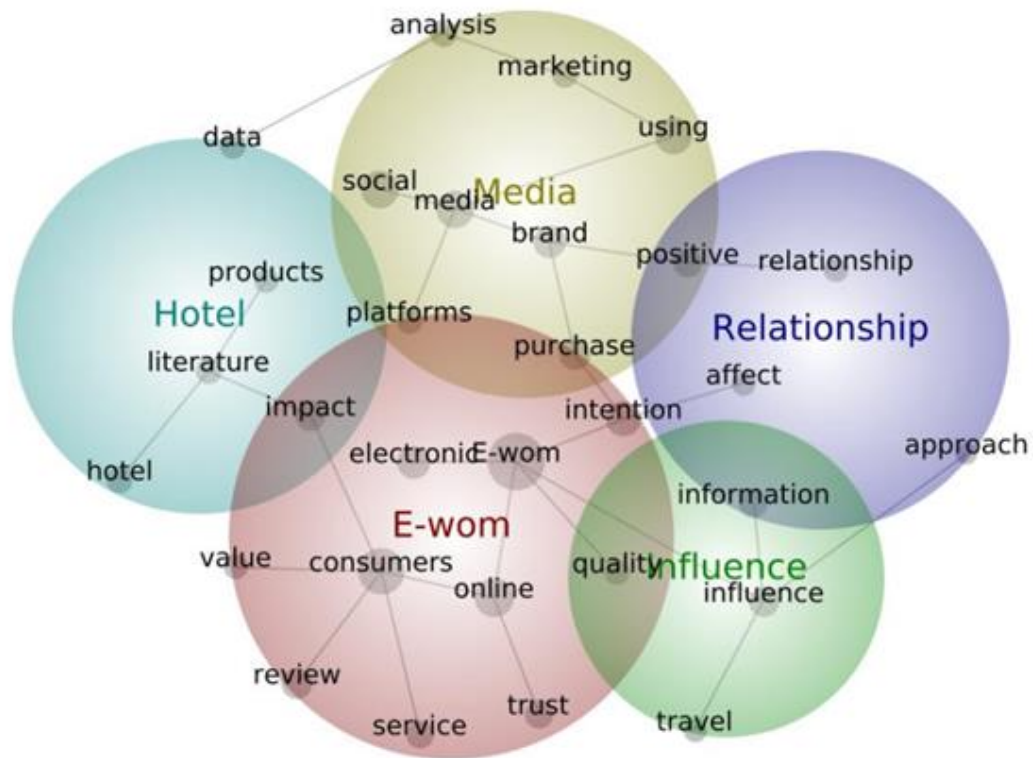 analysis
marketing
data
using
social
media
Media
brand
positive
relationship
products
Hotel
platforms
Relationship
purchase
literature
affect
impact
intention
electronic
E-wom
approach
hotel
information
E-wom
value
consumers
quality
Influence
online
influence
review
trust
service
travel